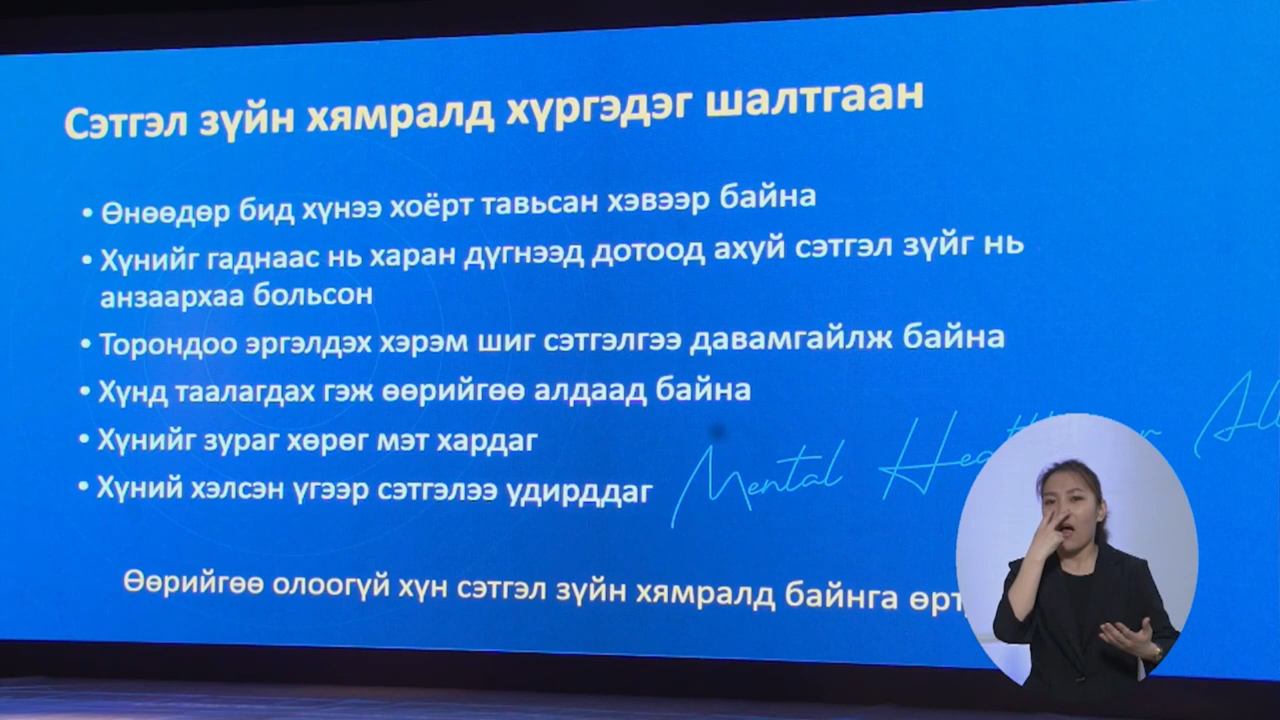 Сэтгэл зүйн хямралд хүргэдэг шалтгаан
• Өнөөдөр бид хүнээ хоёрт тавьсан хэвээр байна
• Хүнийг гаднаас нь харан дүгнээд дотоод ахуй сэтгэл зүйг нь
анзаархаа больсон
• Торондоо эргэлдэх хэрэм шиг сэтгэлгээ давамгайлж байна
• Хүнд таалагдах гэж өөрийгөө алдаад байна
• Хүнийг зураг хөрөг мэт хардаг
• Хүний хэлсэн үгээр сэтгэлээ удирддаг
Mental
Өөрийгөө олоогүй хүн сэтгэл зүйн хямралд байнга